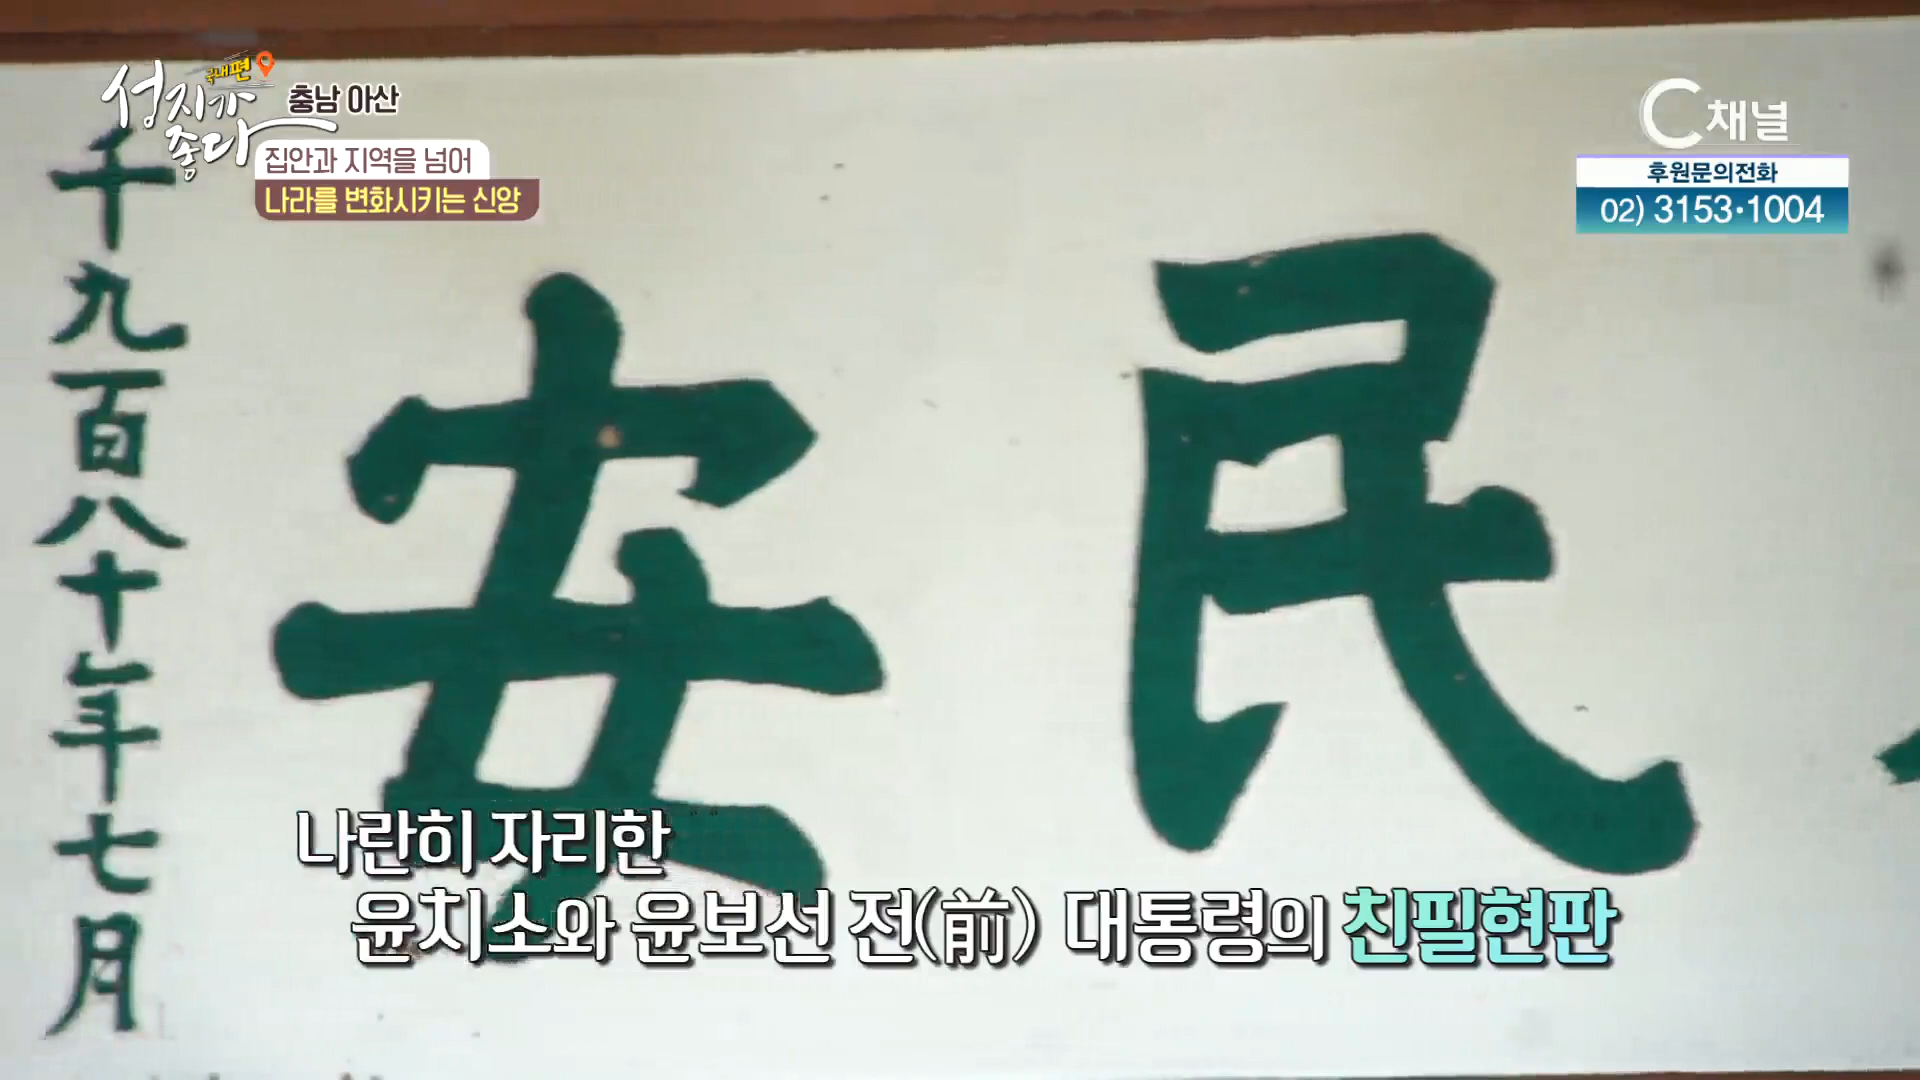 국내편
성지가
좋다
충남 아산
집안과 지역을 넘어
나라를 변화시키는 신앙
C채널
후원문의전화
02) 3153·1004
民安
千九百八十年七月
나란히 자리한
윤치소와 윤보선 전(前) 대통령의 친필현판